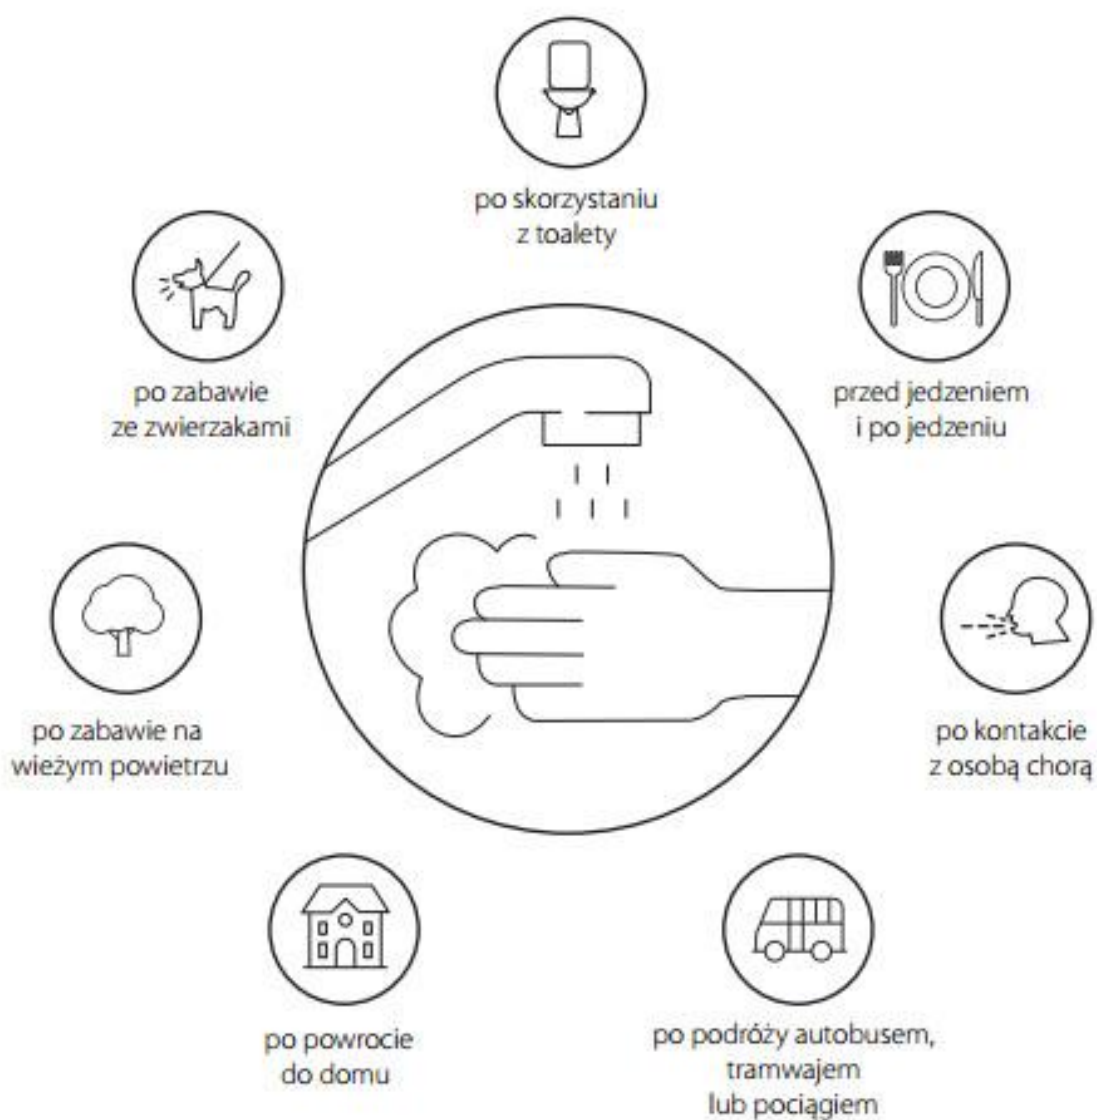 po skorzystaniu
z toalety
przed jedzeniem
i po jedzeniu
po kontakcie
z osobą chorą
po podróży autobusem,
tramwajem
lub pociągiem
po powrocie
do domu
po zabawie na
wieżym powietrzu
po zabawie
ze zwierzakami